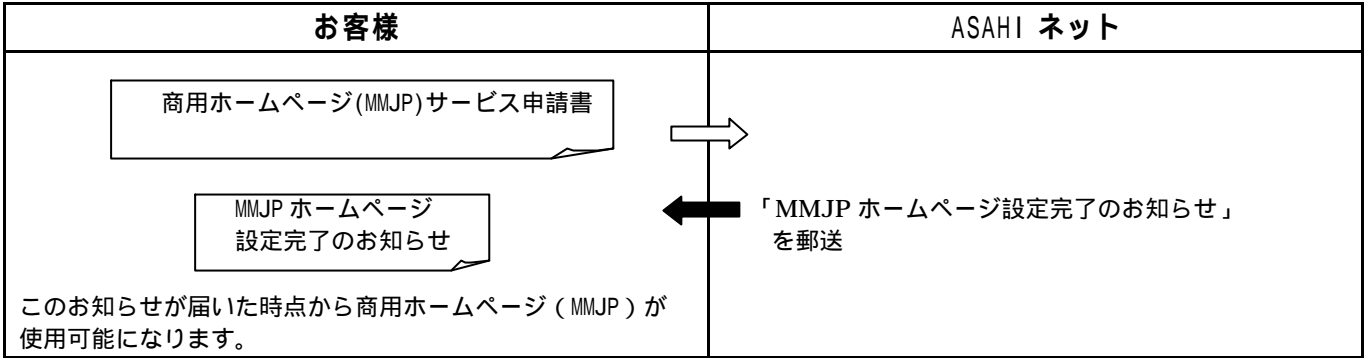 お客様
ASAHI ネット
商用ホームページ(MMJP)サービス申請書
MMJP ホームページ
設定完了のお知らせ
「MMJP ホームページ設定完了のお知らせ」
を郵送
このお知らせが届いた時点から商用ホームページ(MMJP)が
使用可能になります。